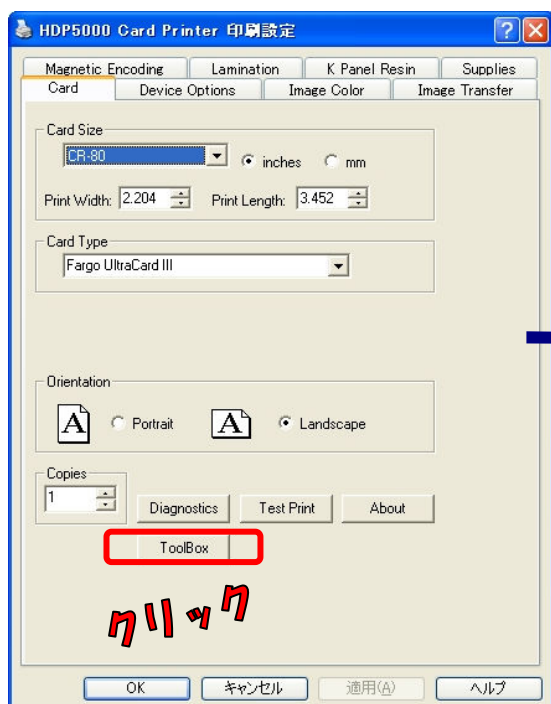 HDP5000 Card Printer 印刷設定
Magnetic Encoding Lamination K Panel Resin Supplies
Card Device Options Image Color Image Transfer
Card Size
CR-80 inches mm
Print Width: 2.204 Print Length: 3.452
Card Type
Fargo UltraCard III
Orientation
A Portrait A Landscape
Copies
1 Diagnostics Test Print About
ToolBox
クリック
OK キャンセル 適用(A) ヘルプ